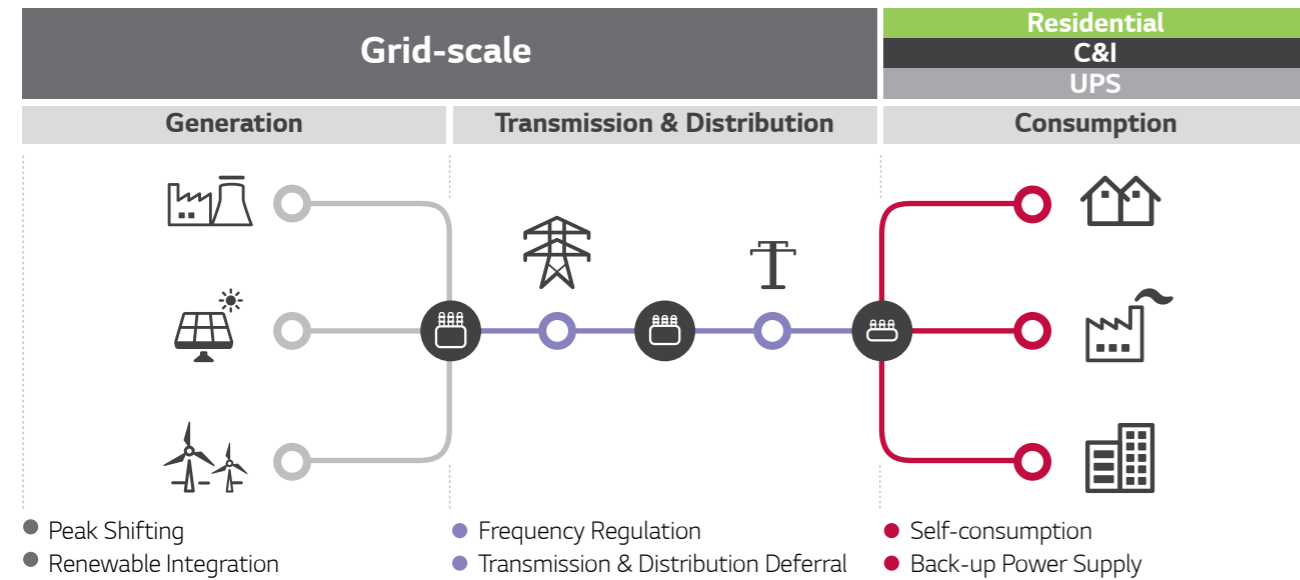 Grid-scale
Residential
C&I
UPS
Generation
Transmission & Distribution
Consumption
Peak Shifting
Renewable Integration
Frequency Regulation
Transmission & Distribution Deferral
Self-consumption
Back-up Power Supply